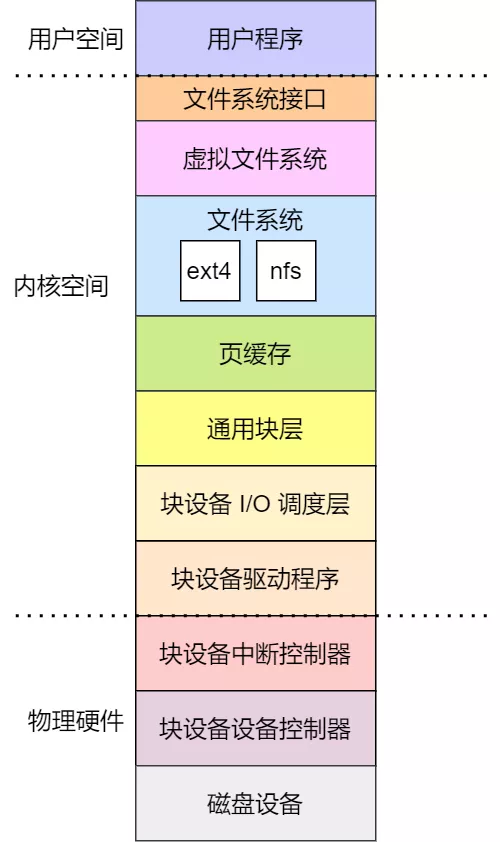 用户空间
用户程序
文件系统接口
虚拟文件系统
文件系统
ext4
nfs
内核空间
页缓存
通用块层
块设备 I/O 调度层
块设备驱动程序
块设备中断控制器
物理硬件
块设备设备控制器
磁盘设备